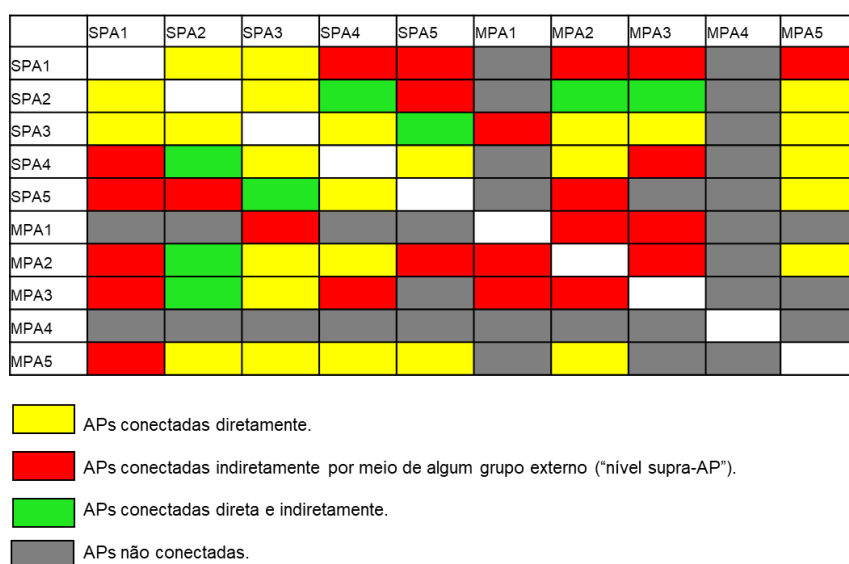 SPA1 SPA2 SPA3 SPA4 SPA5 MPA1 MPA2 MPA3 MPA4 MPA5
SPA1
SPA2
SPA3
SPA4
SPA5
MPA1
MPA2
MPA3
MPA4
MPA5
APs conectadas diretamente.
APs conectadas indiretamente por meio de algum grupo externo (“nível supra-AP”).
APs conectadas direta e indiretamente.
APs não conectadas.